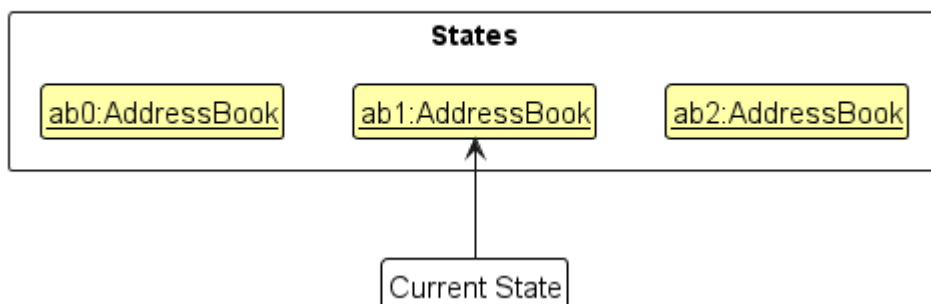 States
ab0:AddressBook
ab1:AddressBook
ab2:AddressBook
Current State